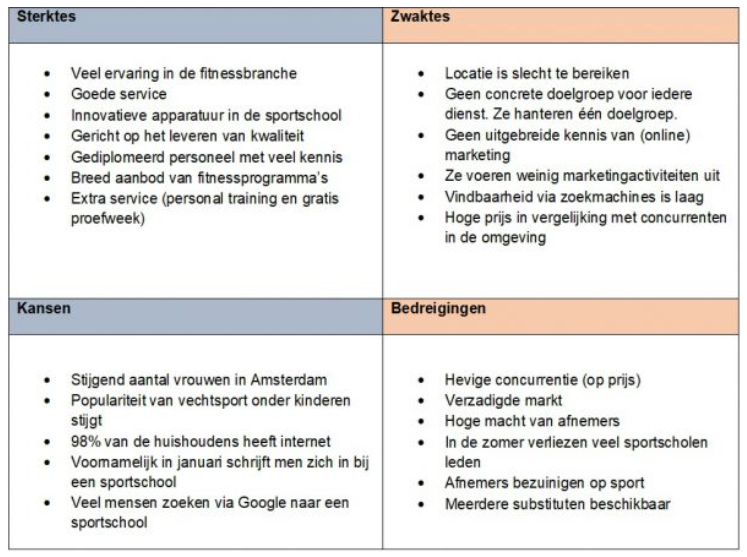 Sterktes
Veel ervaring in de fitnessbranche
Goede service
Innovatieve apparatuur in de sportschool
Gericht op het leveren van kwaliteit
Gediplomeerd personeel met veel kennis
Breed aanbod van fitnessprogramma's
Extra service (personal training en gratis
proefweek)
Zwaktes
Locatie is slecht te bereiken
Geen concrete doelgroep voor iedere
dienst. Ze hanteren één doelgroep.
Geen uitgebreide kennis van (online)
marketing
Ze voeren weinig marketingactiviteiten uit
Vindbaarheid via zoekmachines is laag
Hoge prijs in vergelijking met concurrenten
in de omgeving
Kansen
Stijgend aantal vrouwen in Amsterdam
Populariteit van vechtsport onder kinderen
stijgt
98% van de huishoudens heeft internet
Voornamelijk in januari schrijft men zich in bij
een sportschool
Veel mensen zoeken via Google naar een
sportschool
Bedreigingen
Hevige concurrentie (op prijs)
Verzadigde markt
Hoge macht van afnemers
In de zomer verliezen veel sportscholen
leden
Afnemers bezuinigen op sport
Meerdere substituten beschikbaar